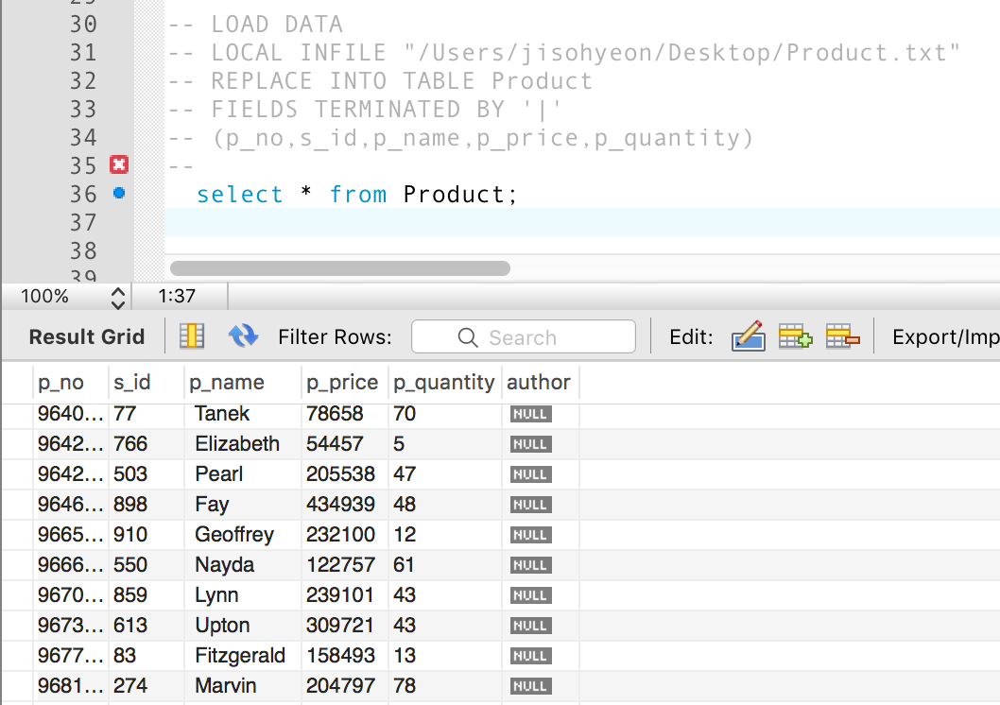 30 -- LOAD DATA
31 -- LOCAL INFILE "/Users/jisohyeon/Desktop/Product.txt"
32 -- REPLACE INTO TABLE Product
33 -- FIELDS TERMINATED BY '|'
34 -- (p_no,s_id,p_name,p_price,p_quantity)
35 --
36 select * from Product;
37
38
39
100% 1:37
Result Grid Filter Rows: Search Edit: Export/Imp
p_no s_id p_name p_price p_quantity author
9640... 77 Tanek 78658 70 NULL
9642... 766 Elizabeth 54457 5 NULL
9642... 503 Pearl 205538 47 NULL
9646... 898 Fay 434939 48 NULL
9665... 910 Geoffrey 232100 12 NULL
9666... 550 Nayda 122757 61 NULL
9670... 859 Lynn 239101 43 NULL
9673... 613 Upton 309721 43 NULL
9677... 83 Fitzgerald 158493 13 NULL
9681... 274 Marvin 204797 78 NULL